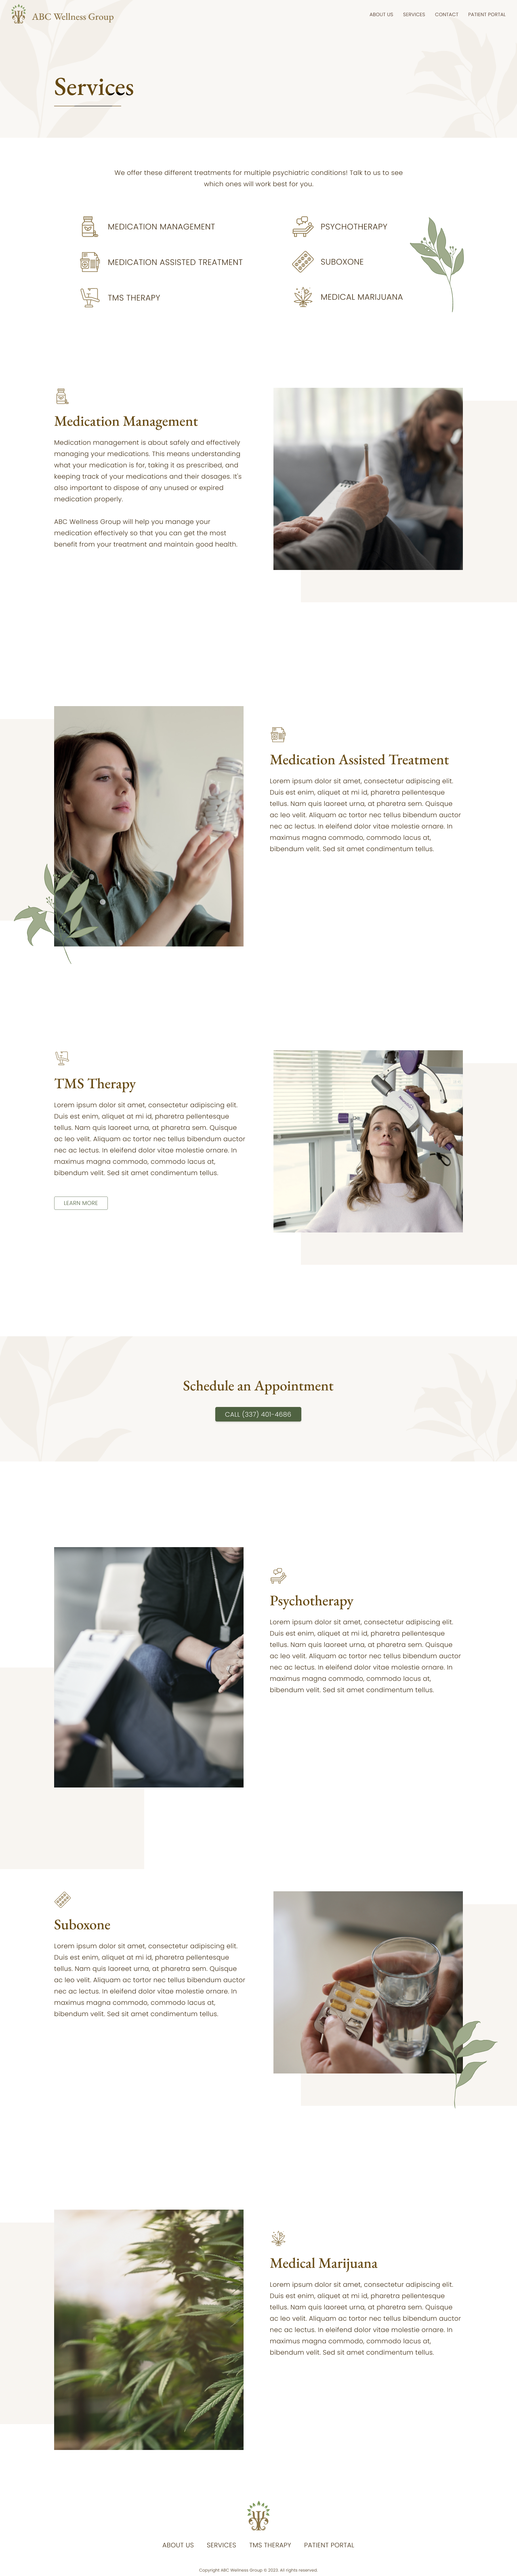 ABC Wellness Group
ABOUT US SERVICES CONTACT PATIENT PORTAL
Services
We offer these different treatments for multiple psychiatric conditions! Talk to us to see
which ones will work best for you.
MEDICATION MANAGEMENT
PSYCHOTHERAPY
MEDICATION ASSISTED TREATMENT
SUBOXONE
TMS THERAPY
MEDICAL MARIJUANA
Medication Management
Medication management is about safely and effectively
managing your medications. This means understanding
what your medication is for, taking it as prescribed, and
keeping track of your medications and their dosages. It's
also important to dispose of any unused or expired
medication properly.
ABC Wellness Group will help you manage your
medication effectively so that you can get the most
benefit from your treatment and maintain good health.
Medication Assisted Treatment
Lorem ipsum dolor sit amet, consectetur adipiscing elit.
Duis est enim, aliquet at mi id, pharetra pellentesque
tellus. Nam quis laoreet urna, at pharetra sem. Quisque
ac leo velit. Aliquam ac tortor nec tellus bibendum auctor
nec ac lectus. In eleifend dolor vitae molestie ornare. In
maximus magna commodo, commodo lacus at,
bibendum velit. Sed sit amet condimentum tellus.
TMS Therapy
Lorem ipsum dolor sit amet, consectetur adipiscing elit.
Duis est enim, aliquet at mi id, pharetra pellentesque
tellus. Nam quis laoreet urna, at pharetra sem. Quisque
ac leo velit. Aliquam ac tortor nec tellus bibendum auctor
nec ac lectus. In eleifend dolor vitae molestie ornare. In
maximus magna commodo, commodo lacus at,
bibendum velit. Sed sit amet condimentum tellus.
LEARN MORE
Schedule an Appointment
CALL (337) 401-4686
Psychotherapy
Lorem ipsum dolor sit amet, consectetur adipiscing elit.
Duis est enim, aliquet at mi id, pharetra pellentesque
tellus. Nam quis laoreet urna, at pharetra sem. Quisque
ac leo velit. Aliquam ac tortor nec tellus bibendum auctor
nec ac lectus. In eleifend dolor vitae molestie ornare. In
maximus magna commodo, commodo lacus at,
bibendum velit. Sed sit amet condimentum tellus.
Suboxone
Lorem ipsum dolor sit amet, consectetur adipiscing elit.
Duis est enim, aliquet at mi id, pharetra pellentesque
tellus. Nam quis laoreet urna, at pharetra sem. Quisque
ac leo velit. Aliquam ac tortor nec tellus bibendum auctor
nec ac lectus. In eleifend dolor vitae molestie ornare. In
maximus magna commodo, commodo lacus at,
bibendum velit. Sed sit amet condimentum tellus.
Medical Marijuana
Lorem ipsum dolor sit amet, consectetur adipiscing elit.
Duis est enim, aliquet at mi id, pharetra pellentesque
tellus. Nam quis laoreet urna, at pharetra sem. Quisque
ac leo velit. Aliquam ac tortor nec tellus bibendum auctor
nec ac lectus. In eleifend dolor vitae molestie ornare. In
maximus magna commodo, commodo lacus at,
bibendum velit. Sed sit amet condimentum tellus.
ABOUT US SERVICES TMS THERAPY PATIENT PORTAL
Copyright ABC Wellness Group © 2023. All rights reserved.